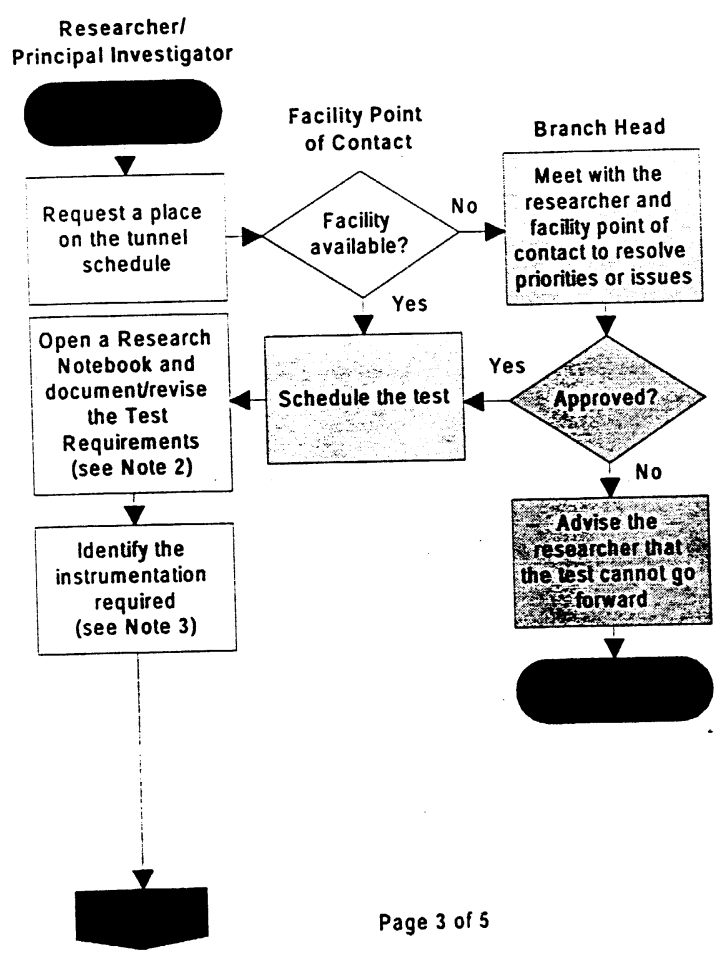 Researcher/
Principal Investigator
Facility Point
of Contact
Branch Head
Request a place
on the tunnel
schedule
Facility
available?
No
Meet with the
researcher and
facility point of
contact to resolve
priorities or issues
Yes
Open a Research
Notebook and
document/revise
the Test
Requirements
(see Note 2)
Schedule the test
Yes
Approved?
No
Identify the
instrumentation
required
(see Note 3)
Advise the
researcher that
the test cannot go
forward
Page 3 of 5